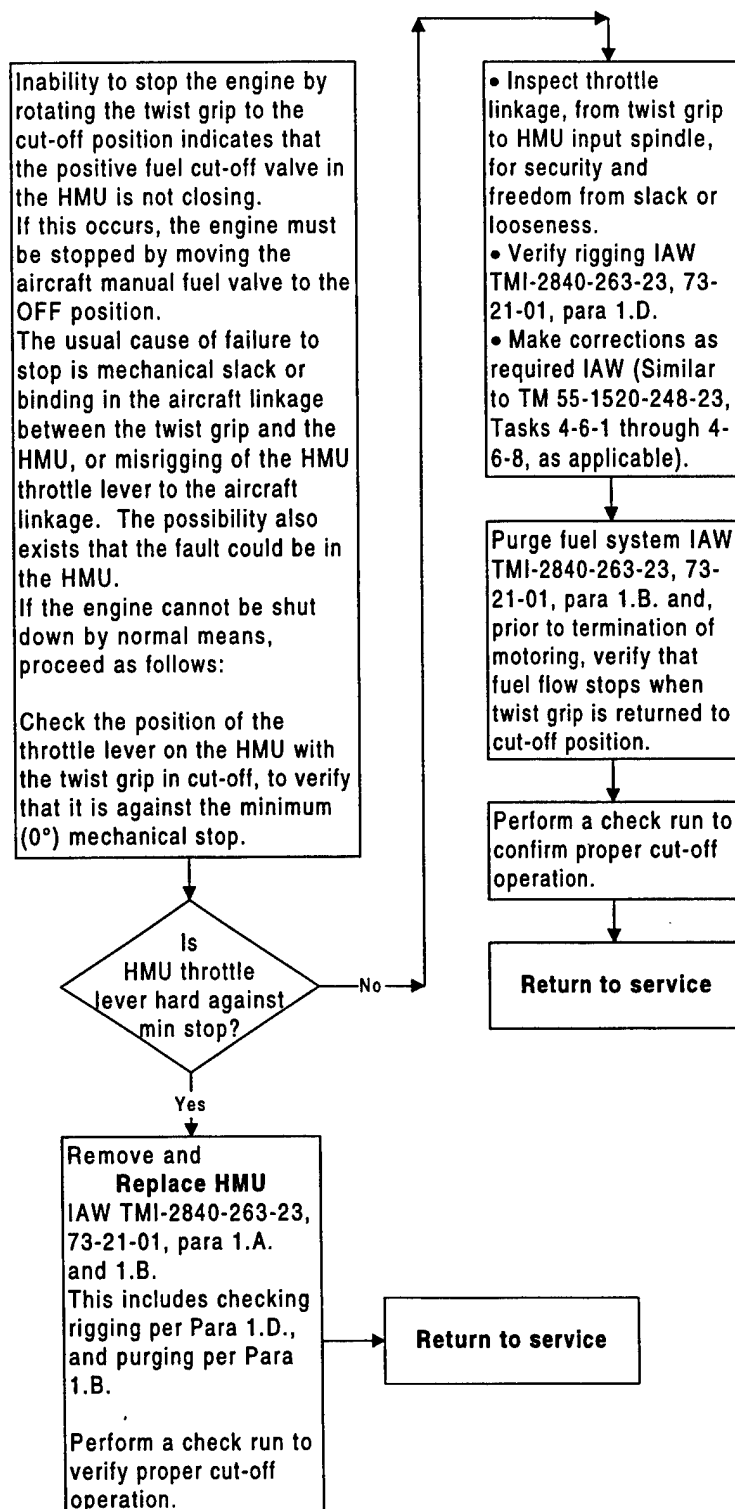 Inability to stop the engine by
rotating the twist grip to the
cut-off position indicates that
the positive fuel cut-off valve in
the HMU is not closing.
If this occurs, the engine must
be stopped by moving the
aircraft manual fuel valve to the
OFF position.
The usual cause of failure to
stop is mechanical slack or
binding in the aircraft linkage
between the twist grip and the
HMU, or misrigging of the HMU
throttle lever to the aircraft
linkage. The possibility also
exists that the fault could be in
the HMU.
If the engine cannot be shut
down by normal means,
proceed as follows:
Check the position of the
throttle lever on the HMU with
the twist grip in cut-off, to verify
that it is against the minimum
(0°) mechanical stop.
Is
HMU throttle
lever hard against
min stop?
No
• Inspect throttle
linkage, from twist grip
to HMU input spindle,
for security and
freedom from slack or
looseness.
• Verify rigging IAW
TMI-2840-263-23, 73-
21-01, para 1.D.
• Make corrections as
required IAW (Similar
to TM 55-1520-248-23,
Tasks 4-6-1 through 4-
6-8, as applicable).
Purge fuel system IAW
TMI-2840-263-23, 73-
21-01, para 1.B. and,
prior to termination of
motoring, verify that
fuel flow stops when
twist grip is returned to
cut-off position.
Perform a check run to
confirm proper cut-off
operation.
Return to service
Yes
Remove and
Replace HMU
IAW TMI-2840-263-23,
73-21-01, para 1.A.
and 1.B.
This includes checking
rigging per Para 1.D.,
and purging per Para
1.B.
Perform a check run to
verify proper cut-off
operation.
Return to service